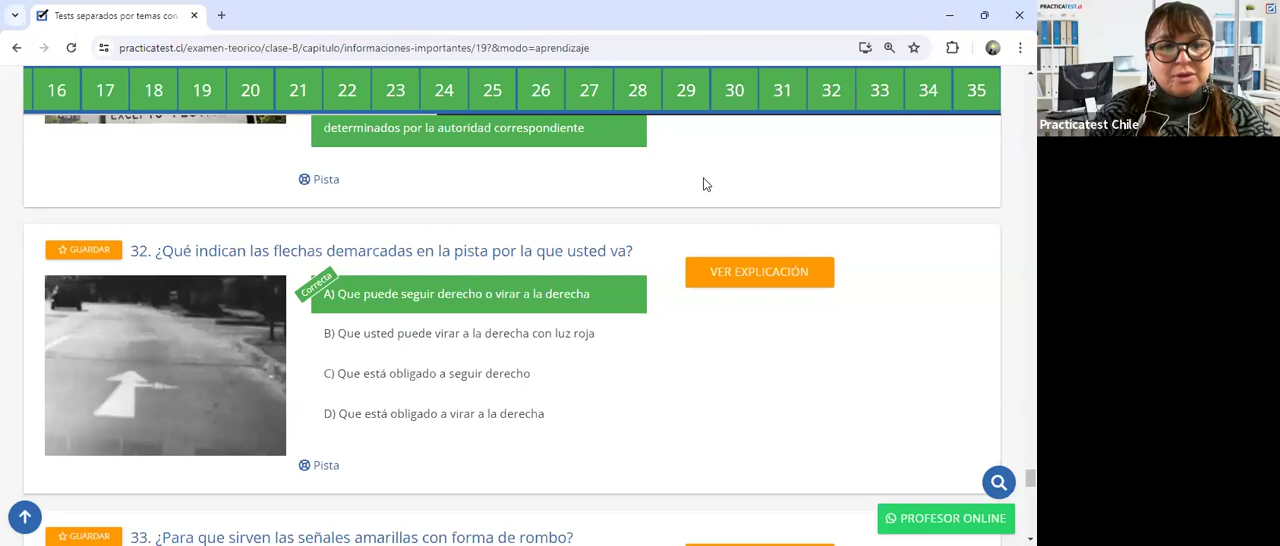 Tests separados por temas con
practicatest.cl/examen-teorico/clase-B/capitulo/informaciones-importantes/19?&modo=aprendizaje
PRACTICATEST.cl
Practicatest Chile
16 17 18 19 20 21 22 23 24 25 26 27 28 29 30 31 32 33 34 35
determinados por la autoridad correspondiente
Pista
GUARDAR
32. ¿Qué indican las flechas demarcadas en la pista por la que usted va?
VER EXPLICACIÓN
Correcta
A) Que puede seguir derecho o virar a la derecha
B) Que usted puede virar a la derecha con luz roja
C) Que está obligado a seguir derecho
D) Que está obligado a virar a la derecha
Pista
PROFESOR ONLINE
GUARDAR
33. ¿Para que sirven las señales amarillas con forma de rombo?